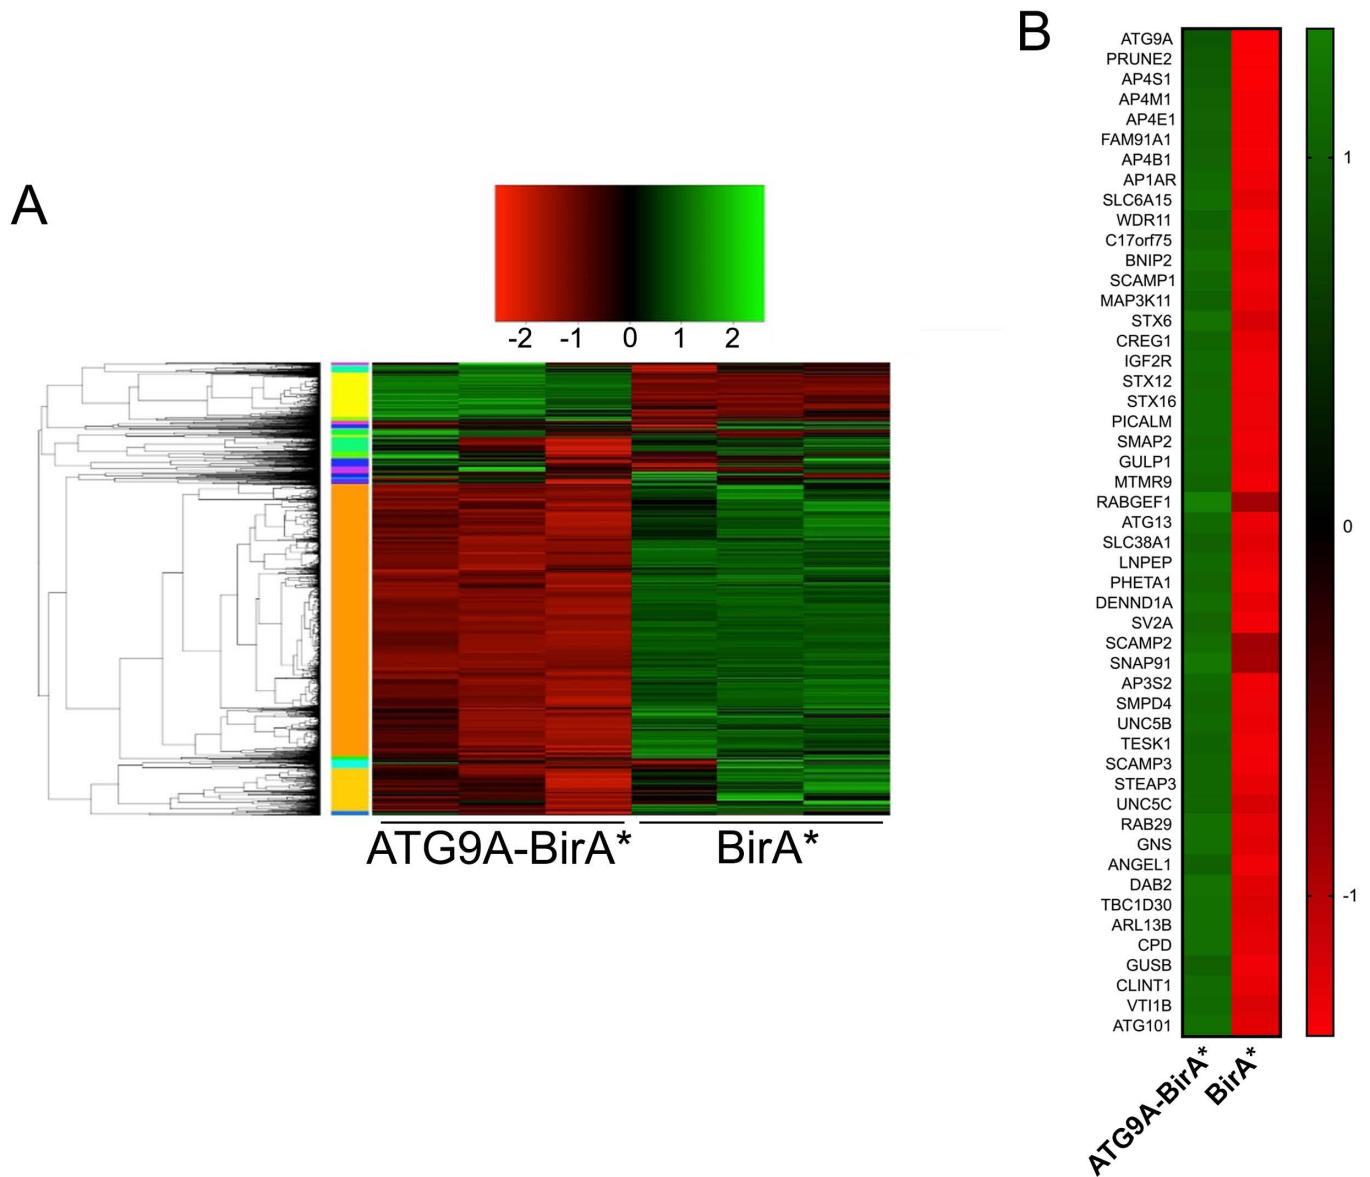 A
-2 -1 0 1 2
ATG9A-BirA* BirA*
B
ATG9A
PRUNE2
AP4S1
AP4M1
AP4E1
FAM91A1
AP4B1
AP1AR
SLC6A15
WDR11
C17orf75
BNIP2
SCAMP1
MAP3K11
STX6
CREG1
IGF2R
STX12
STX16
PICALM
SMAP2
GULP1
MTMR9
RABGEF1
ATG13
SLC38A1
LNPEP
PHETA1
DENND1A
SV2A
SCAMP2
SNAP91
AP3S2
SMPD4
UNC5B
TESK1
SCAMP3
STEAP3
UNC5C
RAB29
GNS
ANGEL1
DAB2
TBC1D30
ARL13B
CPD
GUSB
CLINT1
VTI1B
ATG101
ATG9A-BirA*
BirA*
1
0
-1